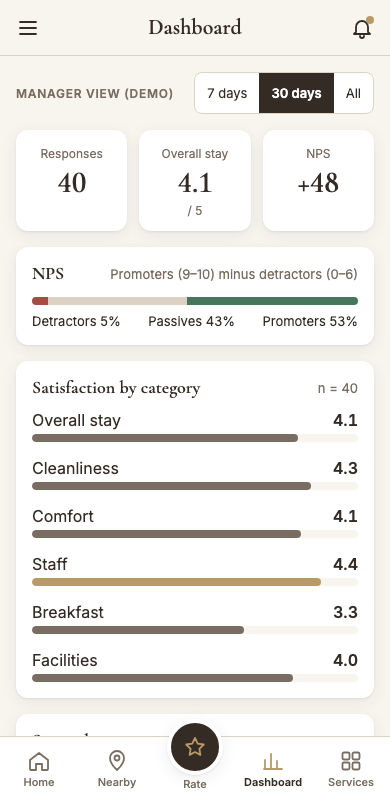 Dashboard
MANAGER VIEW (DEMO)
7 days
30 days
All
Responses
40
Overall stay
4.1
/ 5
NPS
+48
NPS
Promoters (9–10) minus detractors (0–6)
Detractors 5%
Passives 43%
Promoters 53%
Satisfaction by category
n = 40
Overall stay 4.1
Cleanliness 4.3
Comfort 4.1
Staff 4.4
Breakfast 3.3
Facilities 4.0
Home
Nearby
Rate
Dashboard
Services